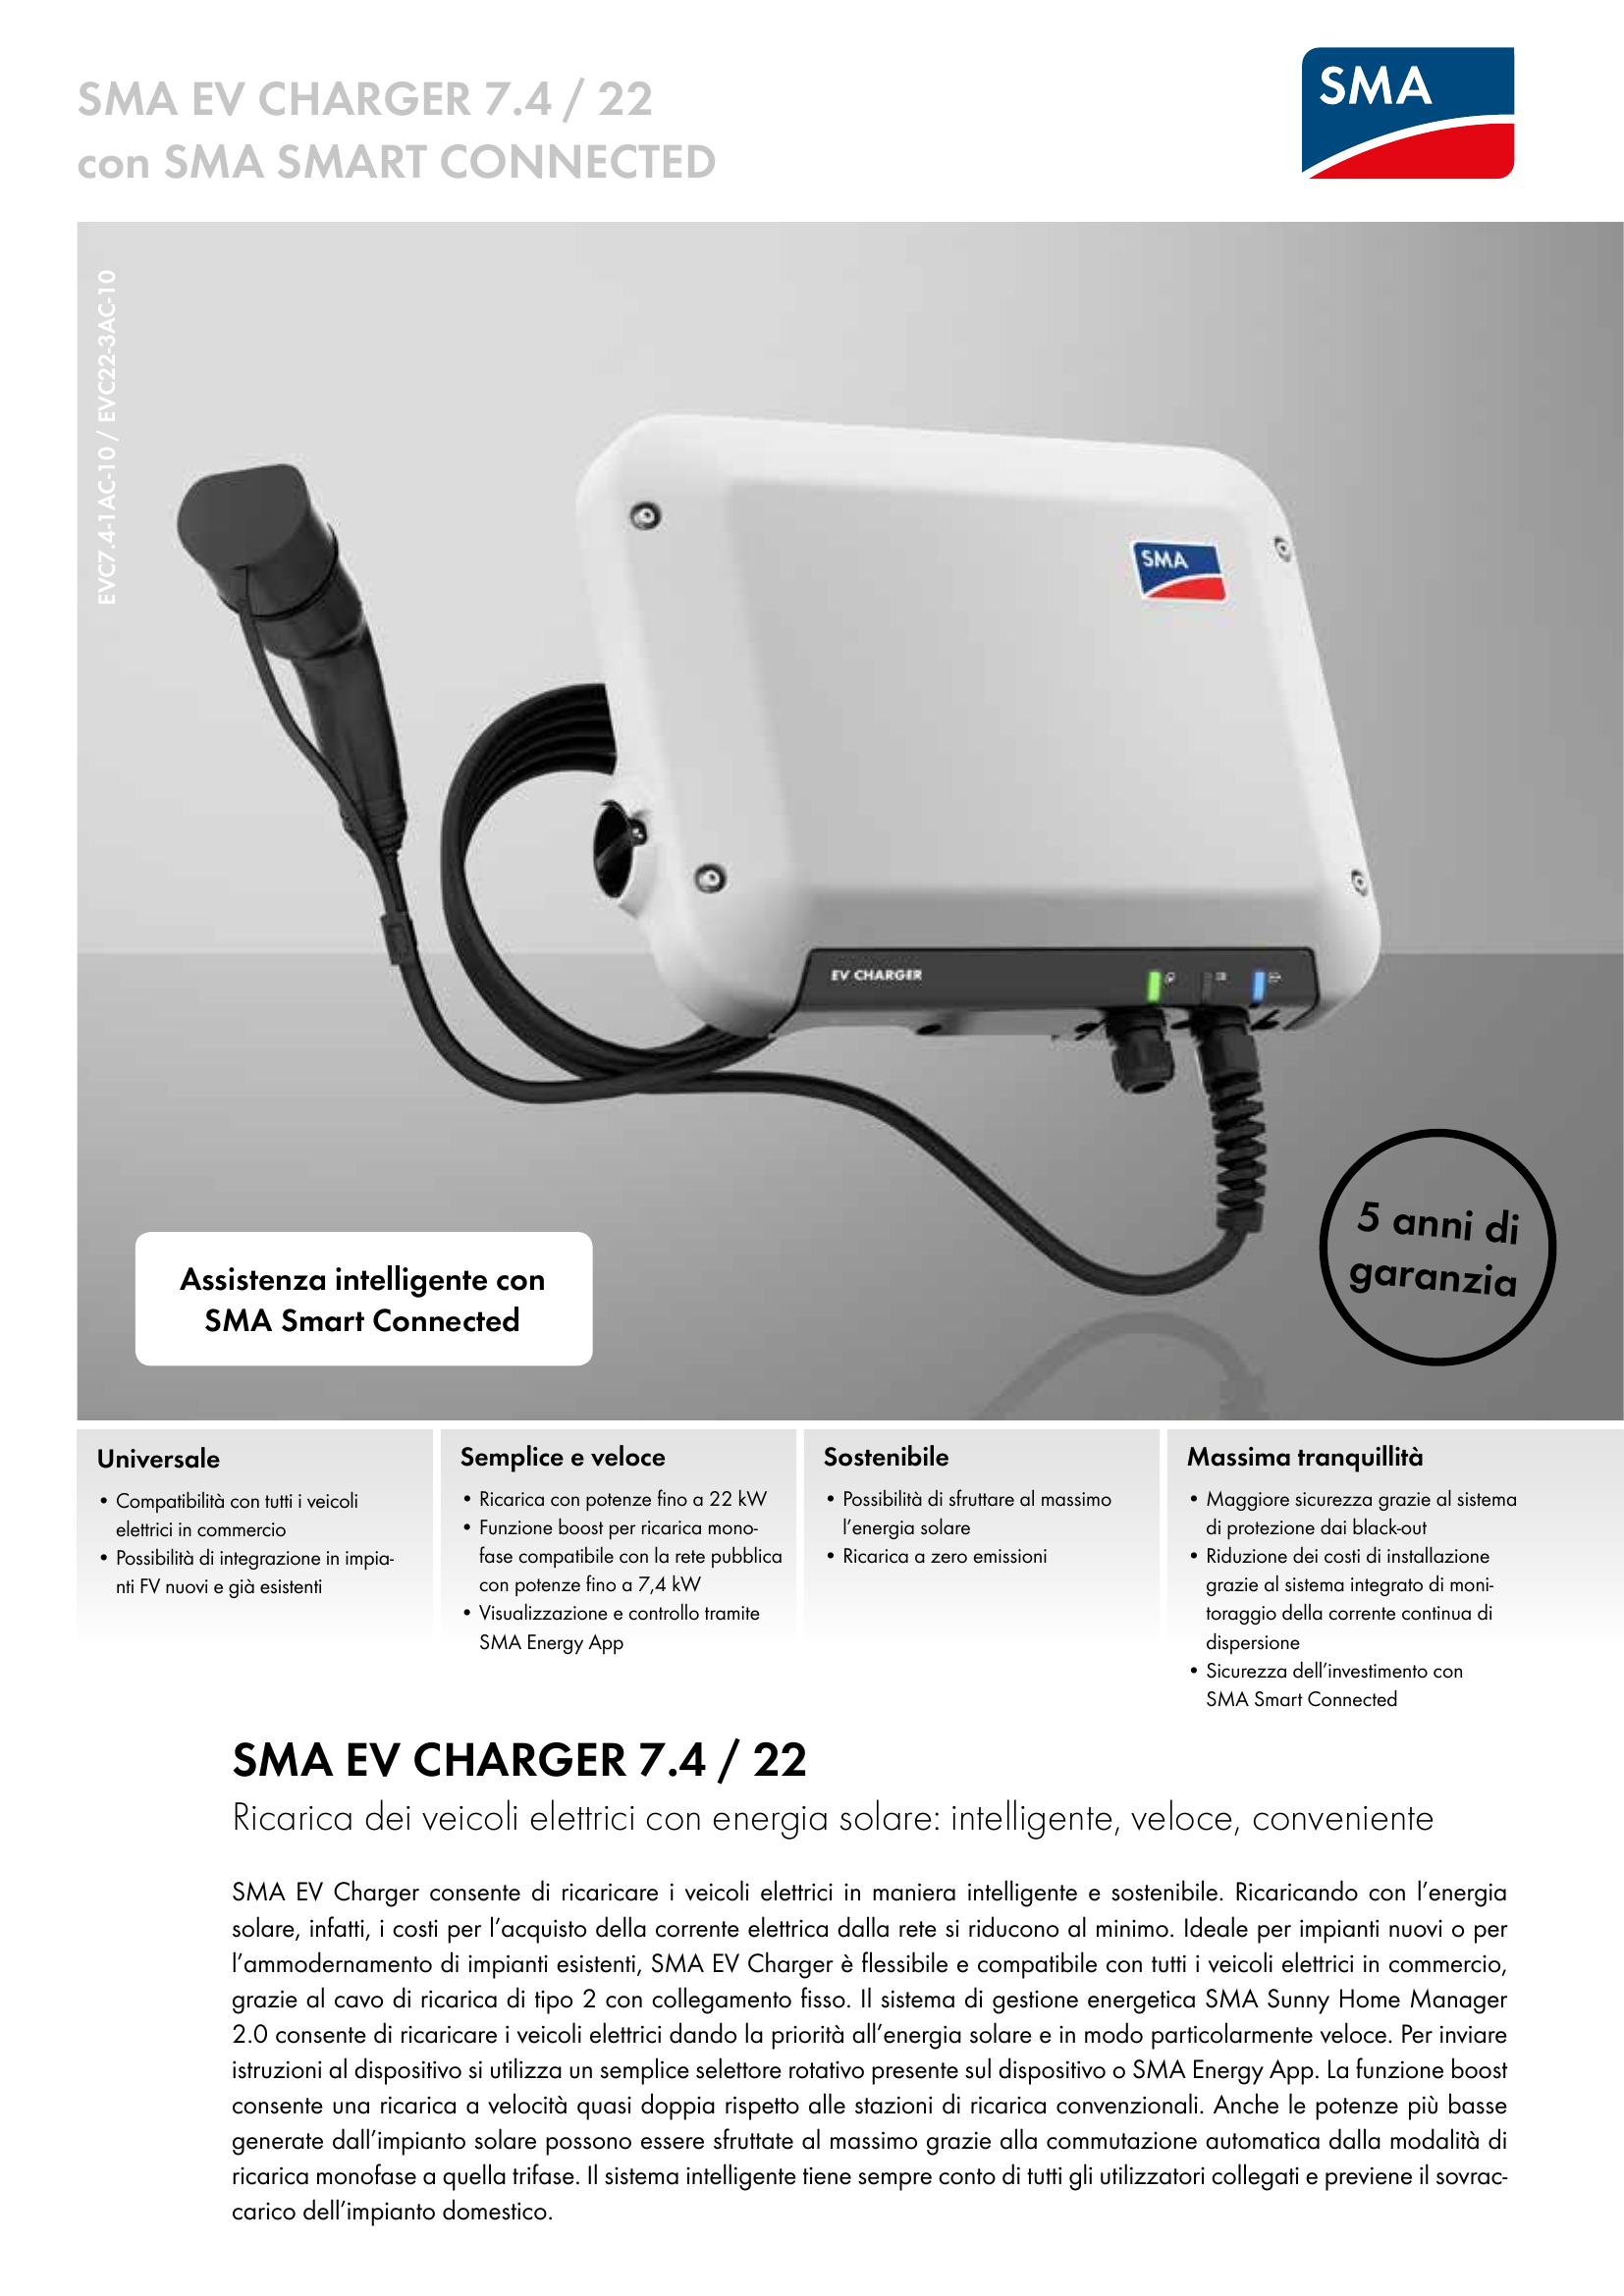 SMA EV CHARGER 7.4 / 22
con SMA SMART CONNECTED
SMA
EVC7.4-1AC-10 / EVC22-3AC-10
SMA
EV CHARGER
5 anni di
garanzia
Assistenza intelligente con
SMA Smart Connected
Universale
• Compatibilità con tutti i veicoli
elettrici in commercio
• Possibilità di integrazione in impia-
nti FV nuovi e già esistenti
Semplice e veloce
• Ricarica con potenze fino a 22 kW
• Funzione boost per ricarica mono-
fase compatibile con la rete pubblica
con potenze fino a 7,4 kW
• Visualizzazione e controllo tramite
SMA Energy App
Sostenibile
• Possibilità di sfruttare al massimo
l’energia solare
• Ricarica a zero emissioni
Massima tranquillità
• Maggiore sicurezza grazie al sistema
di protezione dai black-out
• Riduzione dei costi di installazione
grazie al sistema integrato di moni-
toraggio della corrente continua di
dispersione
• Sicurezza dell’investimento con
SMA Smart Connected
SMA EV CHARGER 7.4 / 22
Ricarica dei veicoli elettrici con energia solare: intelligente, veloce, conveniente
SMA EV Charger consente di ricaricare i veicoli elettrici in maniera intelligente e sostenibile. Ricaricando con l’energia
solare, infatti, i costi per l’acquisto della corrente elettrica dalla rete si riducono al minimo. Ideale per impianti nuovi o per
l’ammodernamento di impianti esistenti, SMA EV Charger è flessibile e compatibile con tutti i veicoli elettrici in commercio,
grazie al cavo di ricarica di tipo 2 con collegamento fisso. Il sistema di gestione energetica SMA Sunny Home Manager
2.0 consente di ricaricare i veicoli elettrici dando la priorità all’energia solare e in modo particolarmente veloce. Per inviare
istruzioni al dispositivo si utilizza un semplice selettore rotativo presente sul dispositivo o SMA Energy App. La funzione boost
consente una ricarica a velocità quasi doppia rispetto alle stazioni di ricarica convenzionali. Anche le potenze più basse
generate dall’impianto solare possono essere sfruttate al massimo grazie alla commutazione automatica dalla modalità di
ricarica monofase a quella trifase. Il sistema intelligente tiene sempre conto di tutti gli utilizzatori collegati e previene il sovrac-
carico dell’impianto domestico.